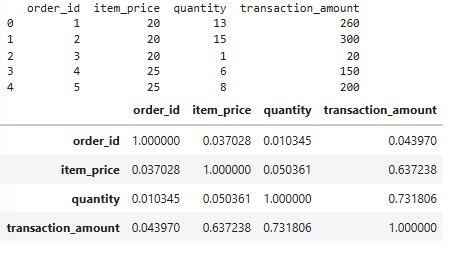 order_id item_price quantity transaction_amount
0 1 20 13 260
1 2 20 15 300
2 3 20 1 20
3 4 25 6 150
4 5 25 8 200
order_id item_price quantity transaction_amount
order_id 1.000000 0.037028 0.010345 0.043970
item_price 0.037028 1.000000 0.050361 0.637238
quantity 0.010345 0.050361 1.000000 0.731806
transaction_amount 0.043970 0.637238 0.731806 1.000000